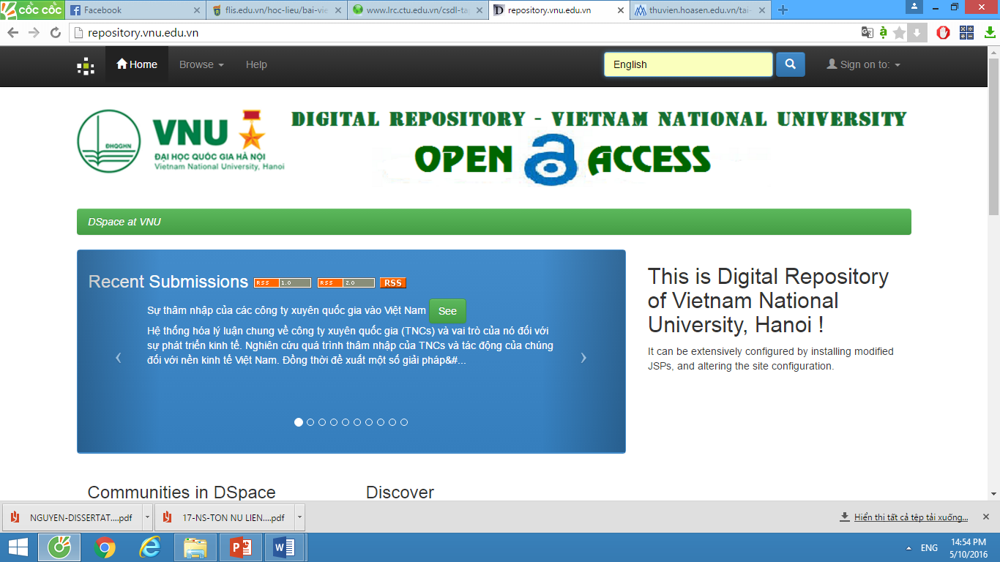 CỐC CỐC
Facebook
flis.edu.vn/hoc-lieu/bai-vie
www.lrc.ctu.edu.vn/csdl-ta
repository.vnu.edu.vn
thuvien.hoasen.edu.vn/tai-
repository.vnu.edu.vn
Home
Browse
Help
English
Sign on to:
ĐHQGHN
VNU
ĐẠI HỌC QUỐC GIA HÀ NỘI
Vietnam National University, Hanoi
DIGITAL REPOSITORY - VIETNAM NATIONAL UNIVERSITY
OPEN ACCESS
DSpace at VNU
Recent Submissions RSS 1.0 RSS 2.0 RSS
Sự thâm nhập của các công ty xuyên quốc gia vào Việt Nam See
Hệ thống hóa lý luận chung về công ty xuyên quốc gia (TNCs) và vai trò của nó đối với
sự phát triển kinh tế. Nghiên cứu quá trình thâm nhập của TNCs và tác động của chúng
đối với nền kinh tế Việt Nam. Đồng thời đề xuất một số giải pháp&#...
This is Digital Repository
of Vietnam National
University, Hanoi !
It can be extensively configured by installing modified
JSPs, and altering the site configuration.
Communities in DSpace
Discover
NGUYEN-DISSERTAT....pdf
17-NS-TON NU LIEN....pdf
Hiển thị tất cả tệp tải xuống...
ENG
14:54 PM
5/10/2016